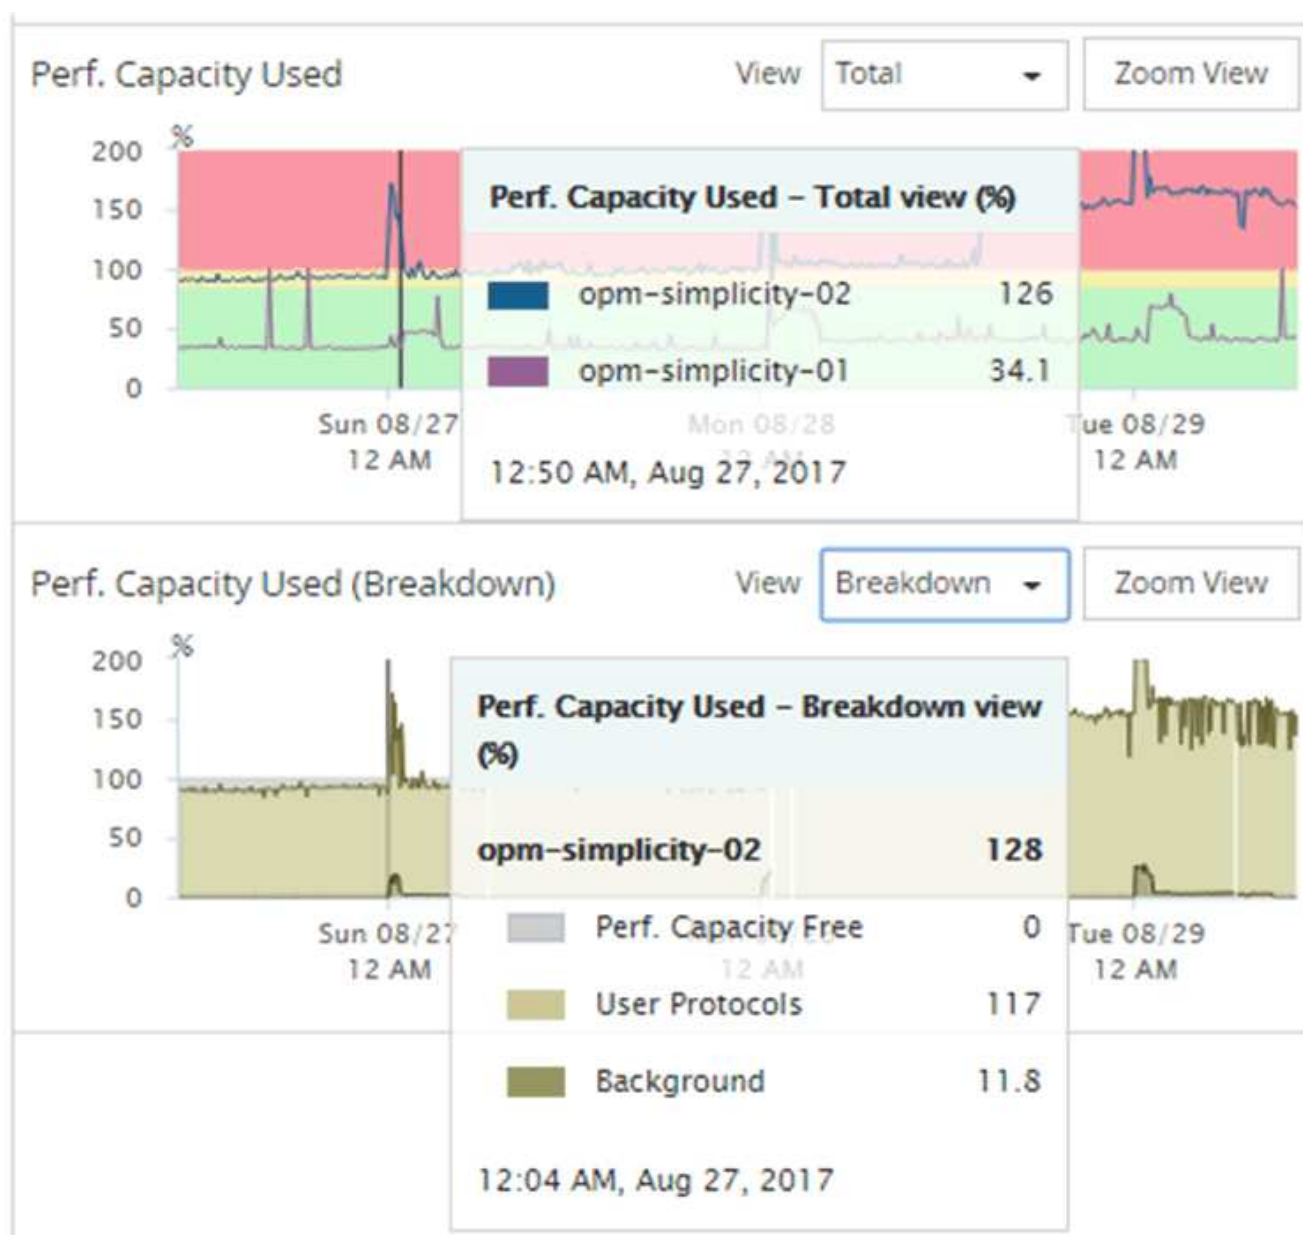 Perf. Capacity Used View Total Zoom View
%
200
150
100
50
0
Perf. Capacity Used - Total view (%)
opm-simplicity-02 126
opm-simplicity-01 34.1
Sun 08/27 Mon 08/28 Tue 08/29
12 AM 12 AM 12 AM
12:50 AM, Aug 27, 2017
Perf. Capacity Used (Breakdown) View Breakdown Zoom View
%
200
150
100
50
0
Perf. Capacity Used - Breakdown view
(%)
opm-simplicity-02 128
Perf. Capacity Free 0
Sun 08/27 Tue 08/29
12 AM 12 AM 12 AM
User Protocols 117
Background 11.8
12:04 AM, Aug 27, 2017